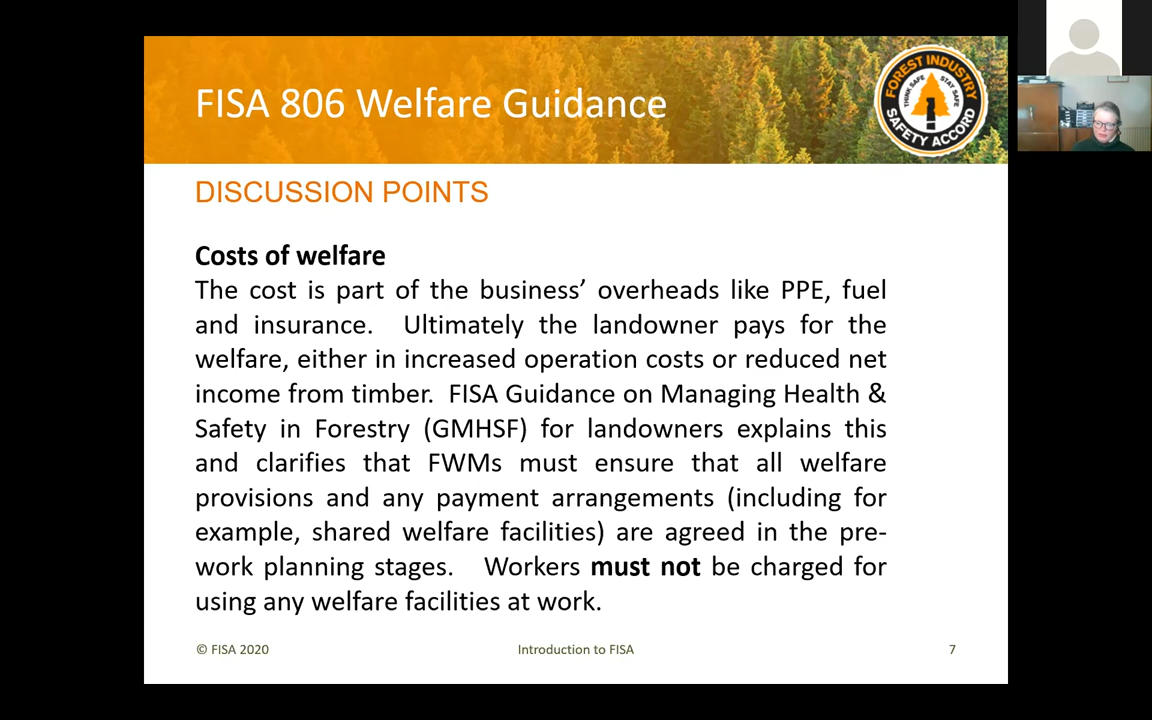 FISA 806 Welfare Guidance
FOREST INDUSTRY
THINK SAFE
STAY SAFE
SAFETY ACCORD
DISCUSSION POINTS
Costs of welfare
The cost is part of the business’ overheads like PPE, fuel
and insurance. Ultimately the landowner pays for the
welfare, either in increased operation costs or reduced net
income from timber. FISA Guidance on Managing Health &
Safety in Forestry (GMHSF) for landowners explains this
and clarifies that FWMs must ensure that all welfare
provisions and any payment arrangements (including for
example, shared welfare facilities) are agreed in the pre-
work planning stages. Workers must not be charged for
using any welfare facilities at work.
© FISA 2020
Introduction to FISA
7